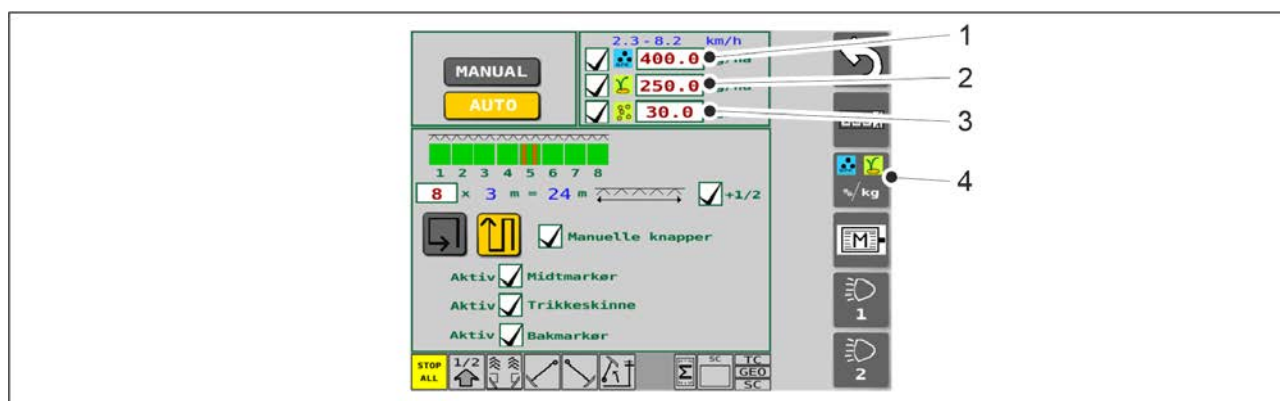 2.3-8.2 km/h
1
MANUAL
400.0
2
AUTO
250.0
3
30.0
1 2 3 4 5 6 7 8
%/kg
4
8 × 3 m = 24 m +1/2
M
Manuelle knapper
Aktiv Midtmarkør
1
Aktiv Trikkeskinne
Aktiv Bakmarkør
2
STOP ALL
1/2
Σ
SC
TC
GEO
SC